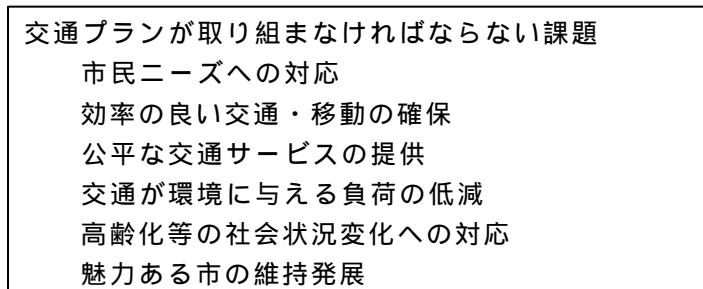 交通プランが取り組まなければならない課題
市民ニーズへの対応
効率の良い交通・移動の確保
公平な交通サービスの提供
交通が環境に与える負荷の低減
高齢化等の社会状況変化への対応
魅力ある市の維持発展